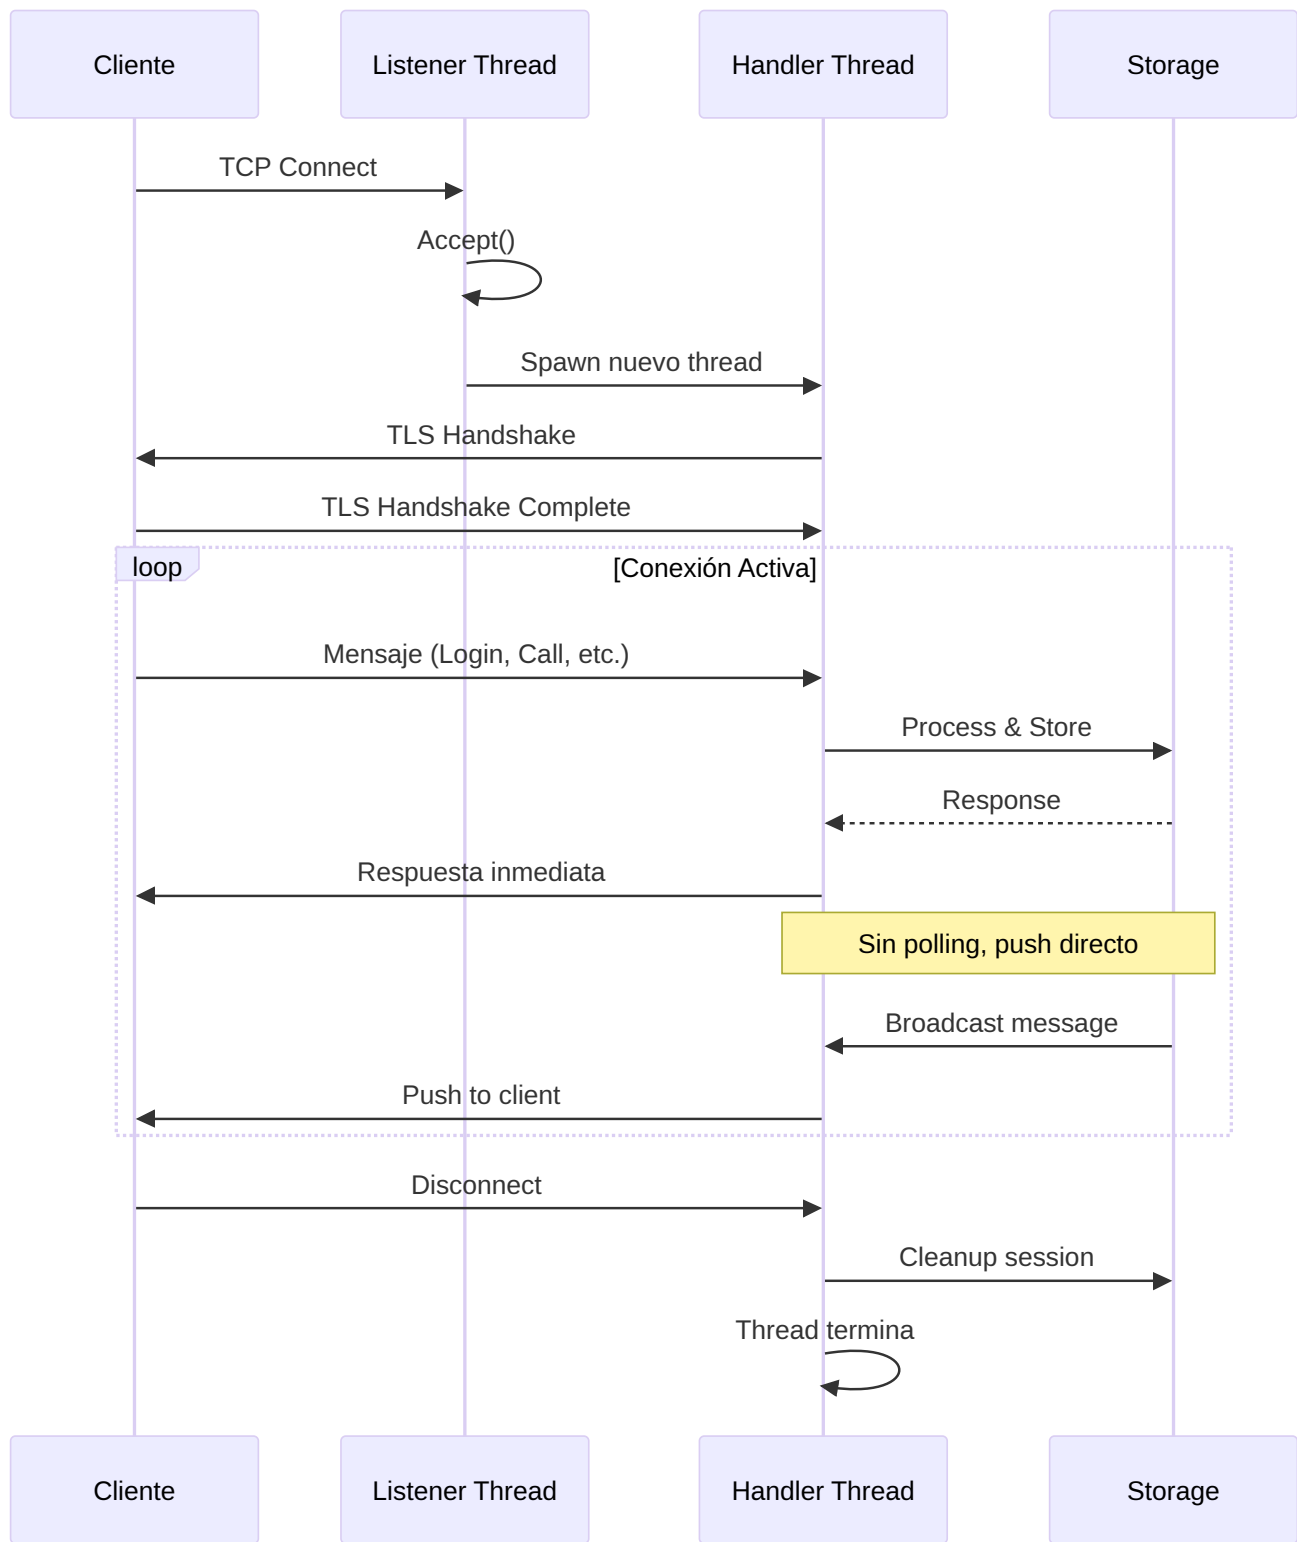 Cliente
Listener Thread
Handler Thread
Storage
TCP Connect
Accept()
Spawn nuevo thread
TLS Handshake
TLS Handshake Complete
loop
[Conexión Activa]
Mensaje (Login, Call, etc.)
Process & Store
Response
Respuesta inmediata
Sin polling, push directo
Broadcast message
Push to client
Disconnect
Cleanup session
Thread termina
Cliente
Listener Thread
Handler Thread
Storage